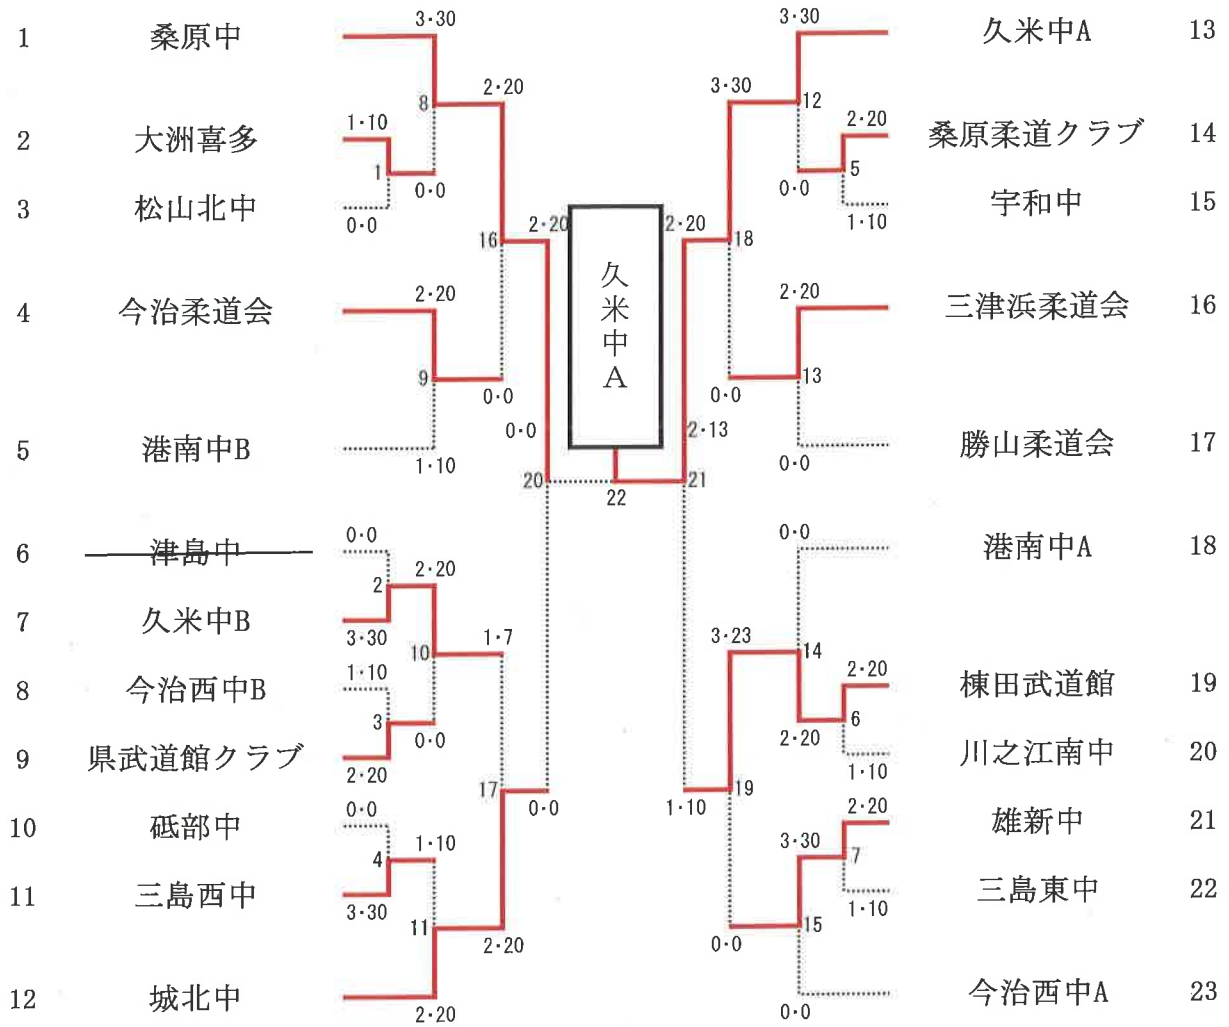 1 桑原中
2 大洲喜多
3 松山北中
4 今治柔道会
5 港南中B
6 津島中
7 久米中B
8 今治西中B
9 県武道館クラブ
10 砥部中
11 三島西中
12 城北中
3・30
8
1・10
1
0・0
0・0
2・20
16
2・20
9
1・10
0・0
2・20
0・0
20
0・0
2
3・30
2・20
10
1・10
3
2・20
0・0
1・7
17
0・0
0・0
4
3・30
1・10
11
2・20
2・20
久米中A
22
2・20
2・13
21
3・30
18
0・0
3・30
12
0・0
2・20
5
1・10
2・20
13
0・0
0・0
14
2・20
3・23
19
1・10
0・0
2・20
6
1・10
2・20
7
1・10
3・30
15
0・0
久米中A 13
桑原柔道クラブ 14
宇和中 15
三津浜柔道会 16
勝山柔道会 17
港南中A 18
棟田武道館 19
川之江南中 20
雄新中 21
三島東中 22
今治西中A 23